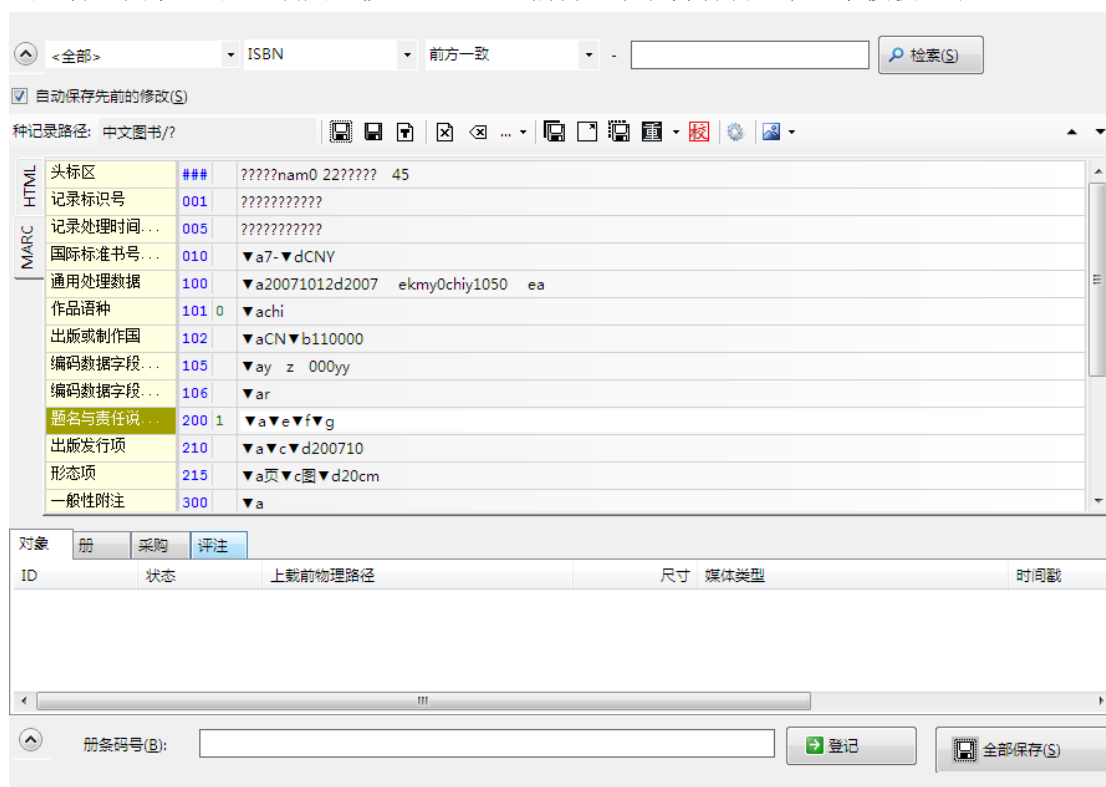 <全部> ISBN 前方一致 - 检索(S)
自动保存先前的修改(S)
种记录路径: 中文图书/? ... 重 校
HTML
MARC
头标区 ### ?????nam0 22?????   45
记录标识号 001 ???????????
记录处理时间... 005 ???????????
国际标准书号... 010 ▼a7-▼dCNY
通用处理数据 100 ▼a20071012d2007    ekmy0chiy1050    ea
作品语种 101 0 ▼achi
出版或制作国 102 ▼aCN▼b110000
编码数据字段... 105 ▼ay   z   000yy
编码数据字段... 106 ▼ar
题名与责任说... 200 1 ▼a▼e▼f▼g
出版发行项 210 ▼a▼c▼d200710
形态项 215 ▼a页▼c图▼d20cm
一般性附注 300 ▼a
对象 册 采购 评注
ID 状态 上载前物理路径 尺寸 媒体类型 时间戳
册条码号(B): 登记 全部保存(S)